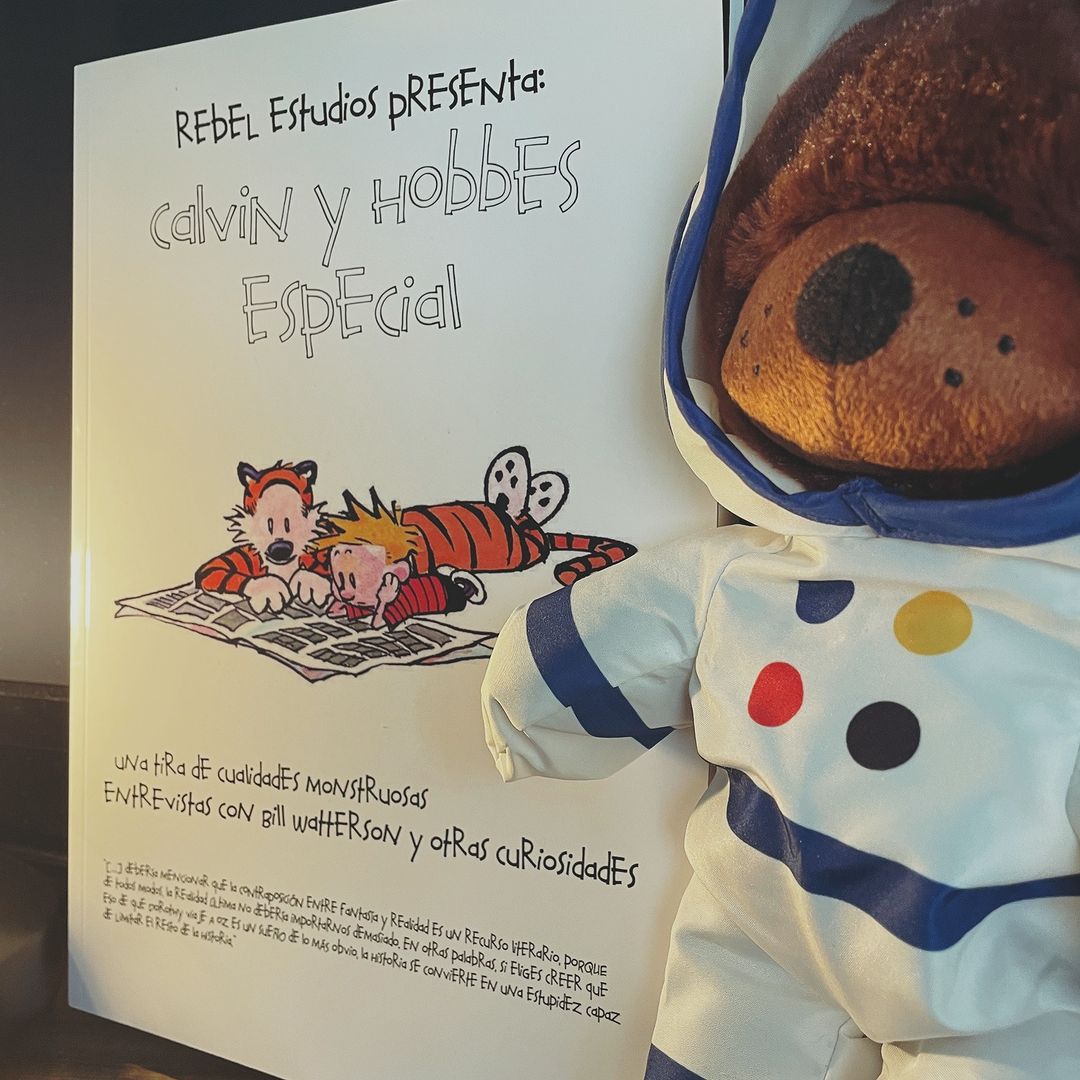 REbEL Estudios pRESEnta:
calviN y HobbEs
EspEcial
uNa tiRa dE cualidadEs MONstRuosas
ENtREvistas coN Bill wattERsoN y otRas cuRiosidadEs
"[...] dEbERía MENcioNaR quE la coNtRaposicióN ENtRE faNtasía y REalidad Es uN REcuRso litERaRio, poRquE
dE todos Modos, la REalidad últiMa No dEbERía iMpoRtaRNos dEMasiado. EN otRas palabRas, si EligEs cREER quE
Eso dE quE DoRothy viajE a Oz Es uN suEño dE lo Más obvio, la histoRia sE coNviERtE EN uNa EstupidEz capaz
dE liMitaR El REsto dE la histoRia."